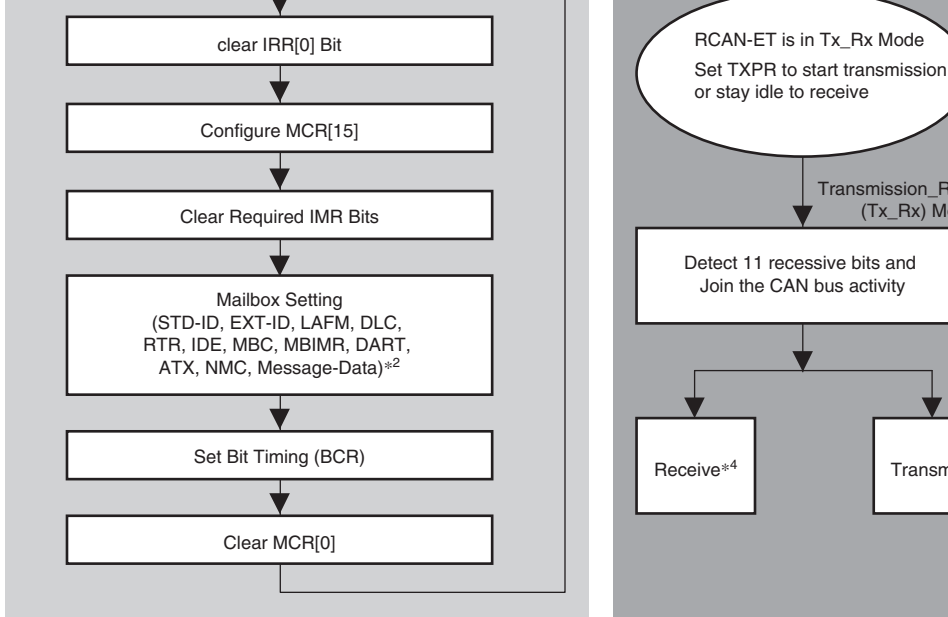 clear IRR[0] Bit
Configure MCR[15]
Clear Required IMR Bits
Mailbox Setting
(STD-ID, EXT-ID, LAFM, DLC,
RTR, IDE, MBC, MBIMR, DART,
ATX, NMC, Message-Data)*2
Set Bit Timing (BCR)
Clear MCR[0]
RCAN-ET is in Tx_Rx Mode
Set TXPR to start transmission
or stay idle to receive
(Tx_Rx)
Detect 11 recessive bits and
Join the CAN bus activity
Receive*4